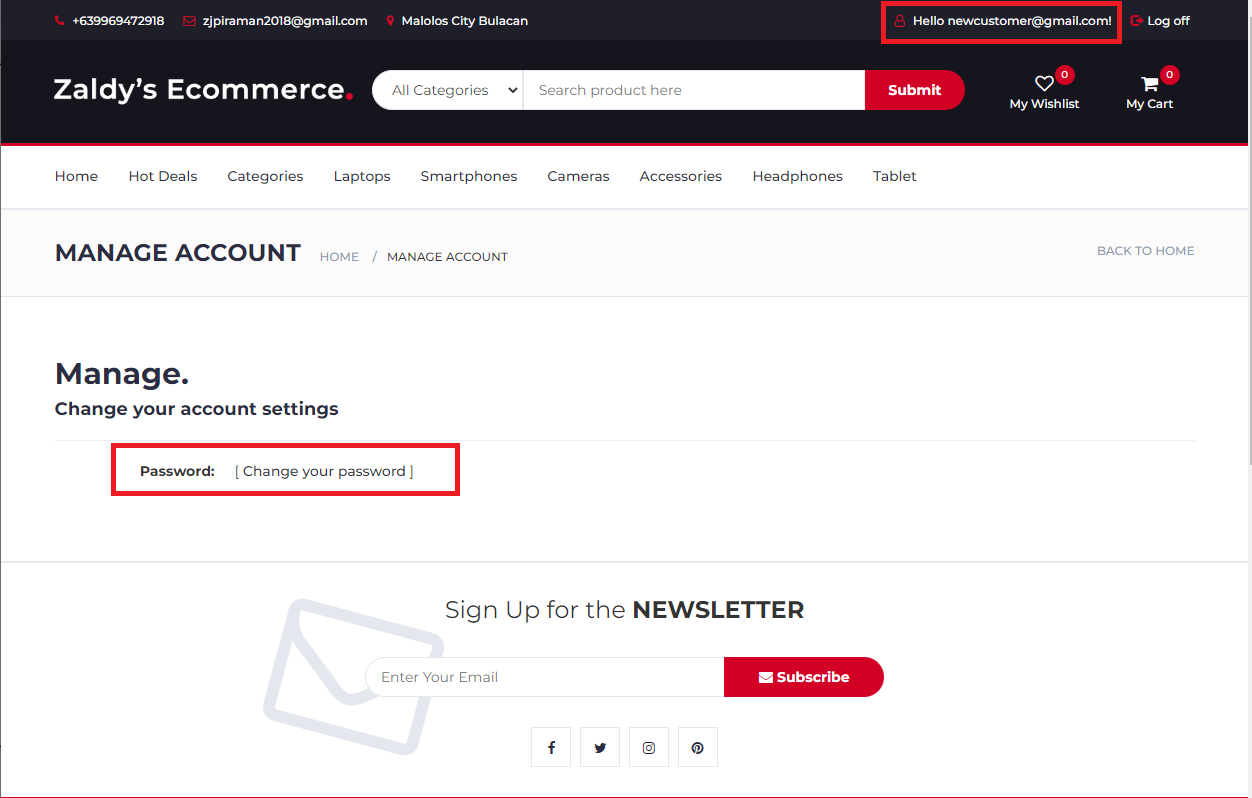 +639969472918 zjpiraman2018@gmail.com Malolos City Bulacan Hello newcustomer@gmail.com! Log off
Zaldy’s Ecommerce. All Categories Search product here Submit 0 My Wishlist 0 My Cart
Home Hot Deals Categories Laptops Smartphones Cameras Accessories Headphones Tablet
MANAGE ACCOUNT HOME / MANAGE ACCOUNT BACK TO HOME
Manage.
Change your account settings
Password: [ Change your password ]
Sign Up for the NEWSLETTER
Enter Your Email Subscribe